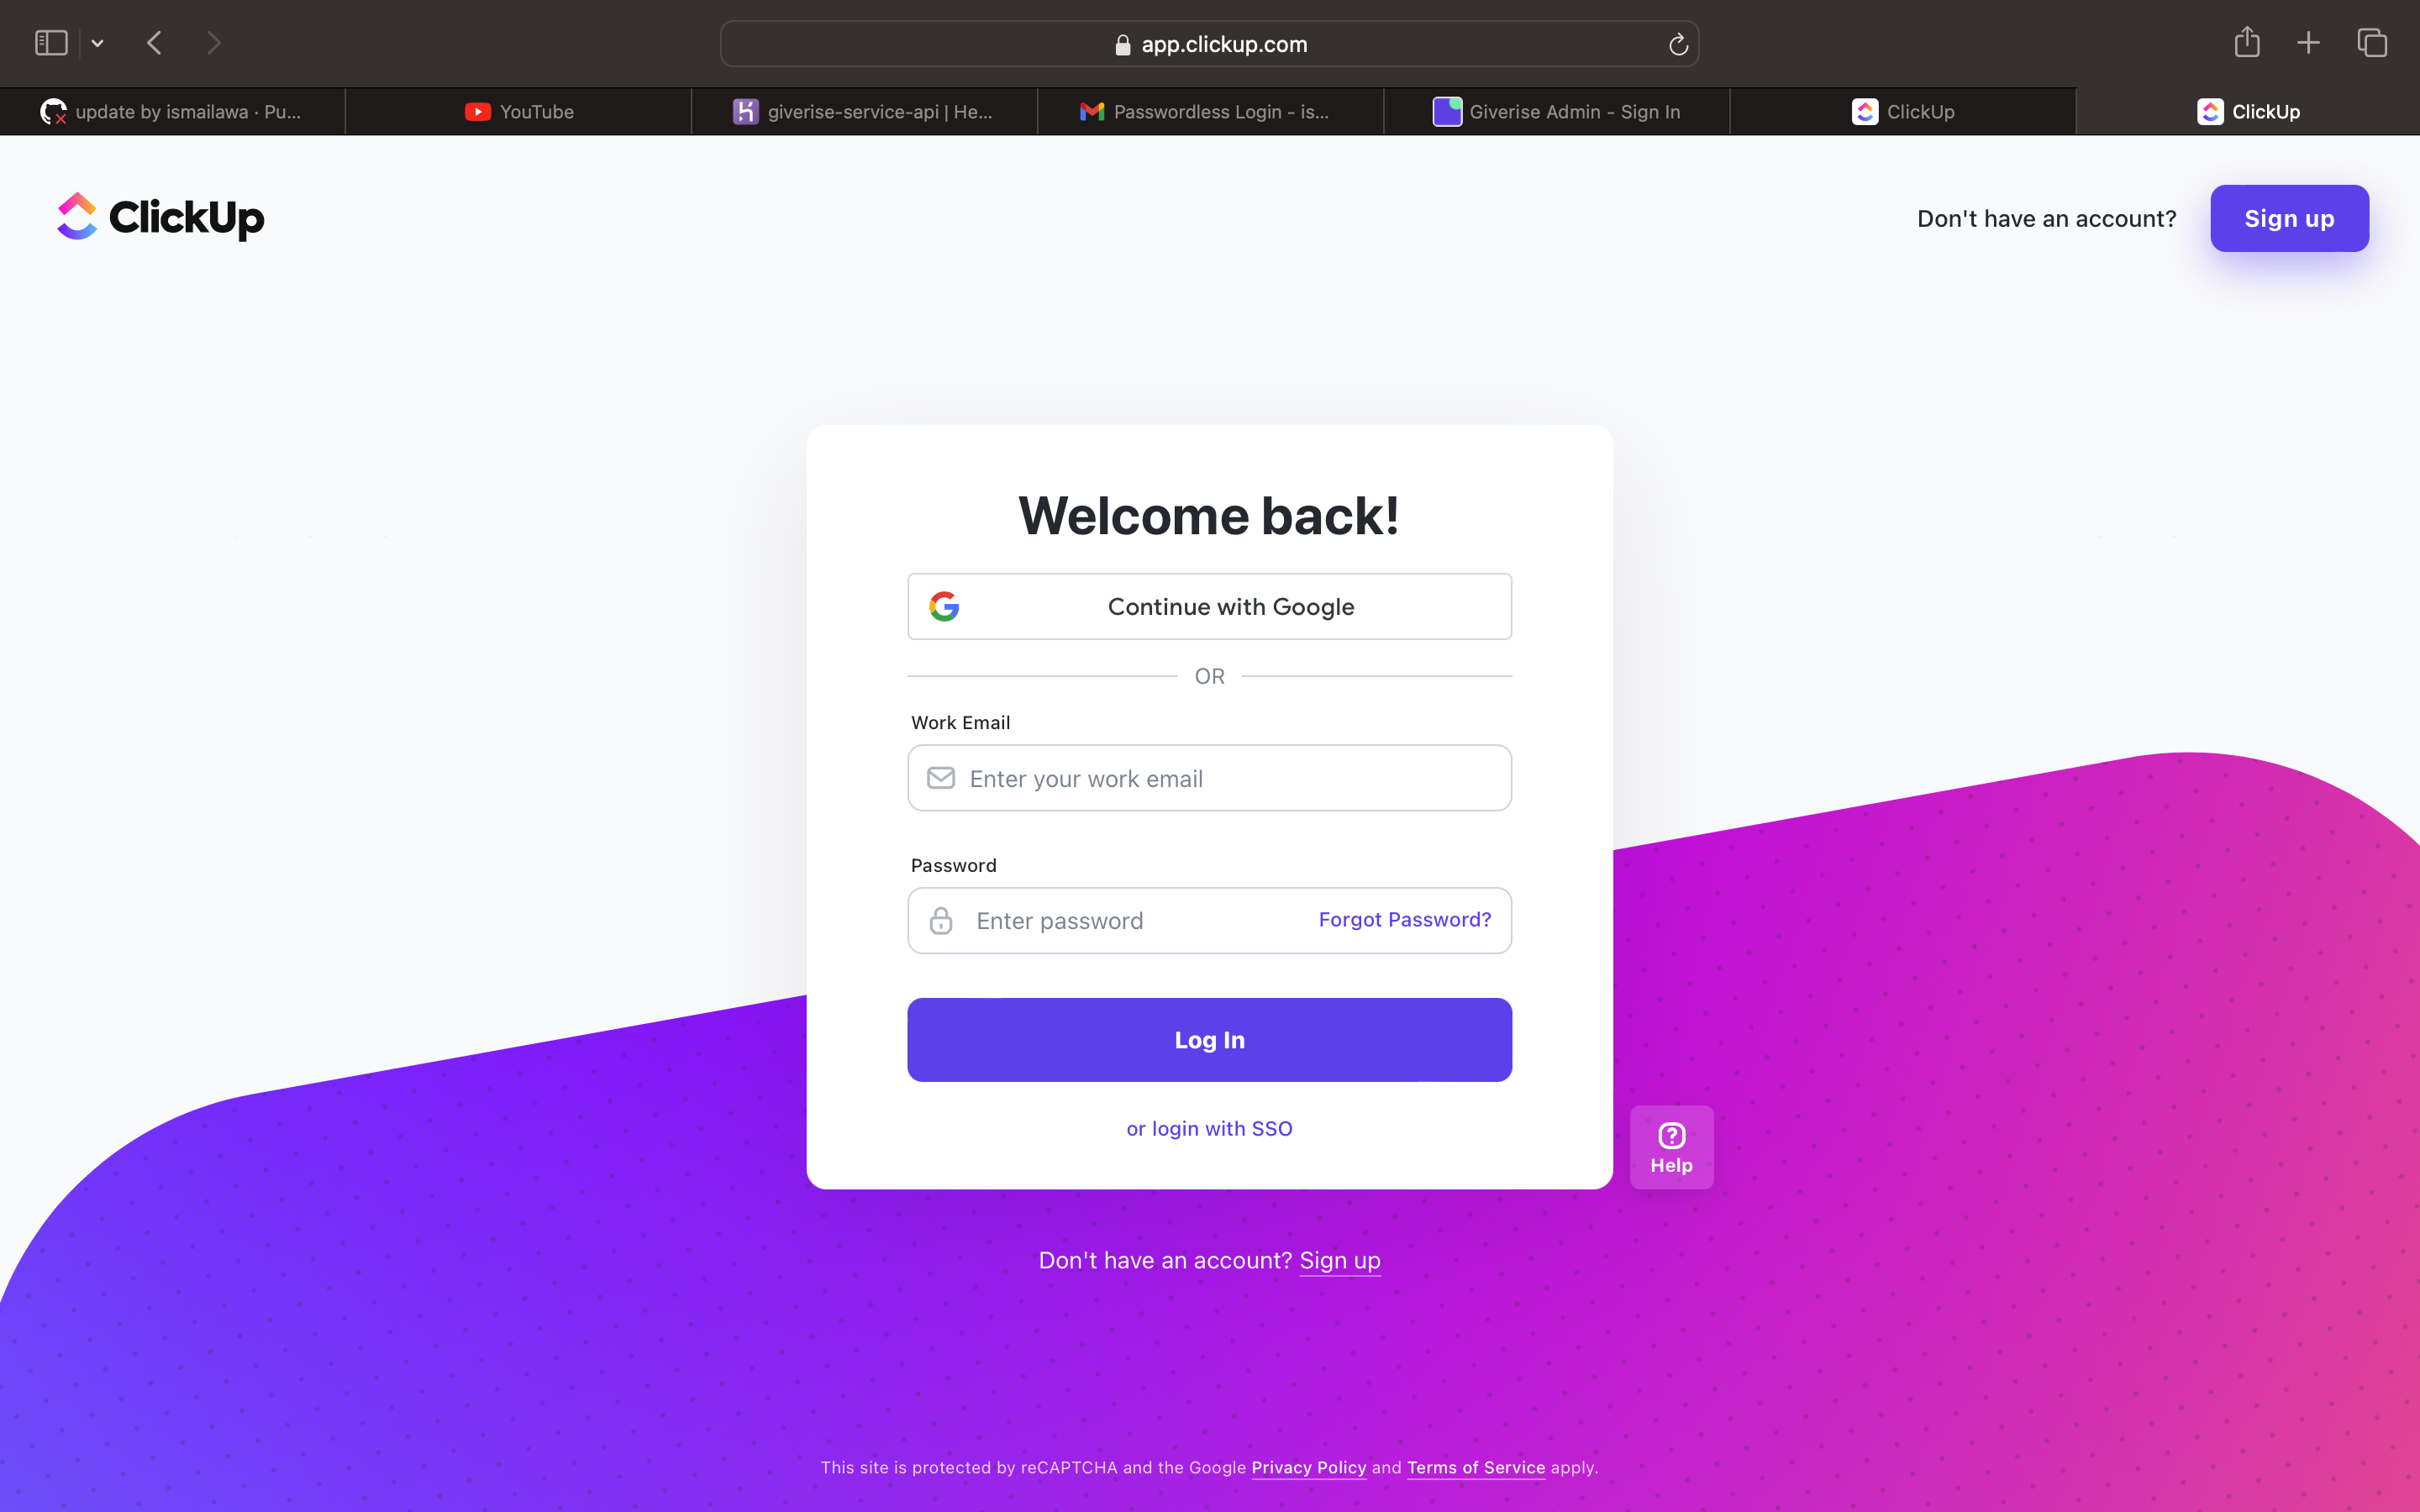 app.clickup.com
update by ismailawa · Pu...
YouTube
giverise-service-api | He...
Passwordless Login - is...
Giverise Admin - Sign In
ClickUp
ClickUp
ClickUp
Don't have an account?
Sign up
Welcome back!
Continue with Google
OR
Work Email
Enter your work email
Password
Enter password
Forgot Password?
Log In
or login with SSO
Help
Don't have an account? Sign up
This site is protected by reCAPTCHA and the Google Privacy Policy and Terms of Service apply.